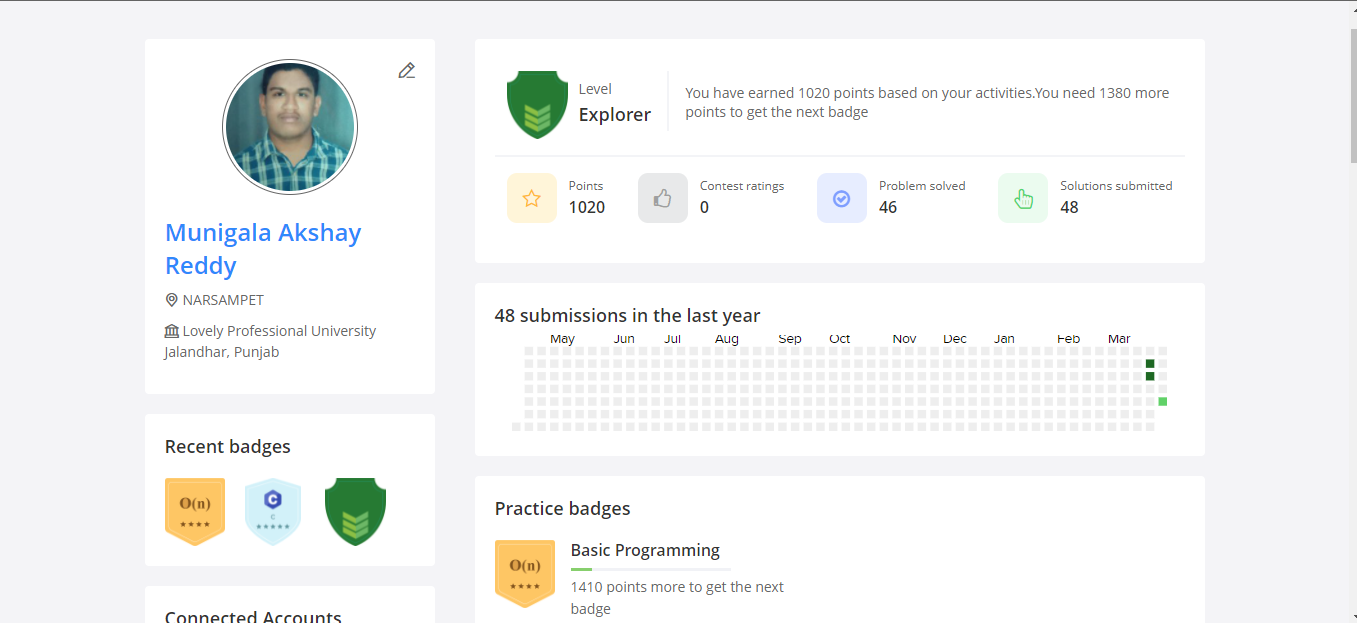 Munigala Akshay
Reddy
NARSAMPET
Lovely Professional University
Jalandhar, Punjab
Recent badges
O(n)
C
C
Connected Accounts
Level
Explorer
You have earned 1020 points based on your activities.You need 1380 more
points to get the next badge
Points
1020
Contest ratings
0
Problem solved
46
Solutions submitted
48
48 submissions in the last year
May Jun Jul Aug Sep Oct Nov Dec Jan Feb Mar
Practice badges
O(n)
Basic Programming
1410 points more to get the next
badge